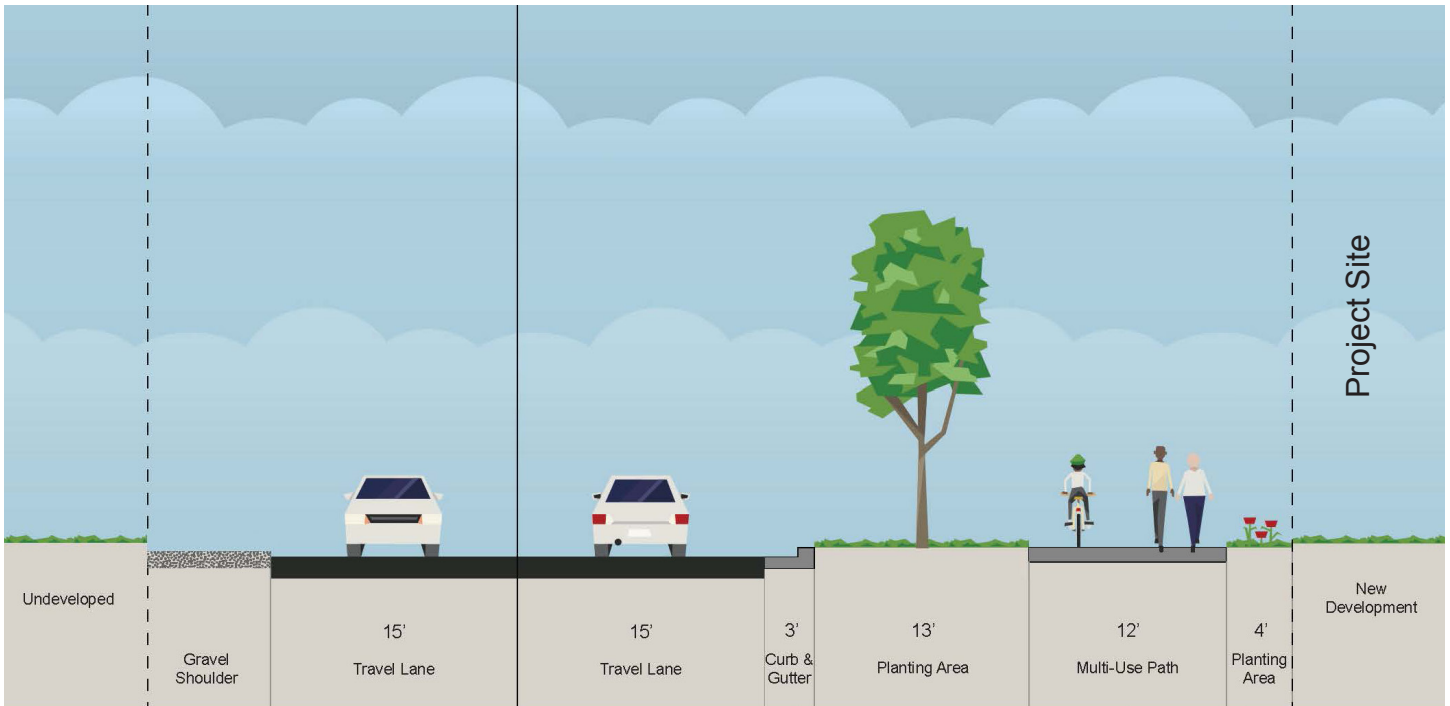 Project Site
Undeveloped
Gravel
Shoulder
15'
Travel Lane
15'
Travel Lane
3'
Curb &
Gutter
13'
Planting Area
12'
Multi-Use Path
4'
Planting
Area
New
Development